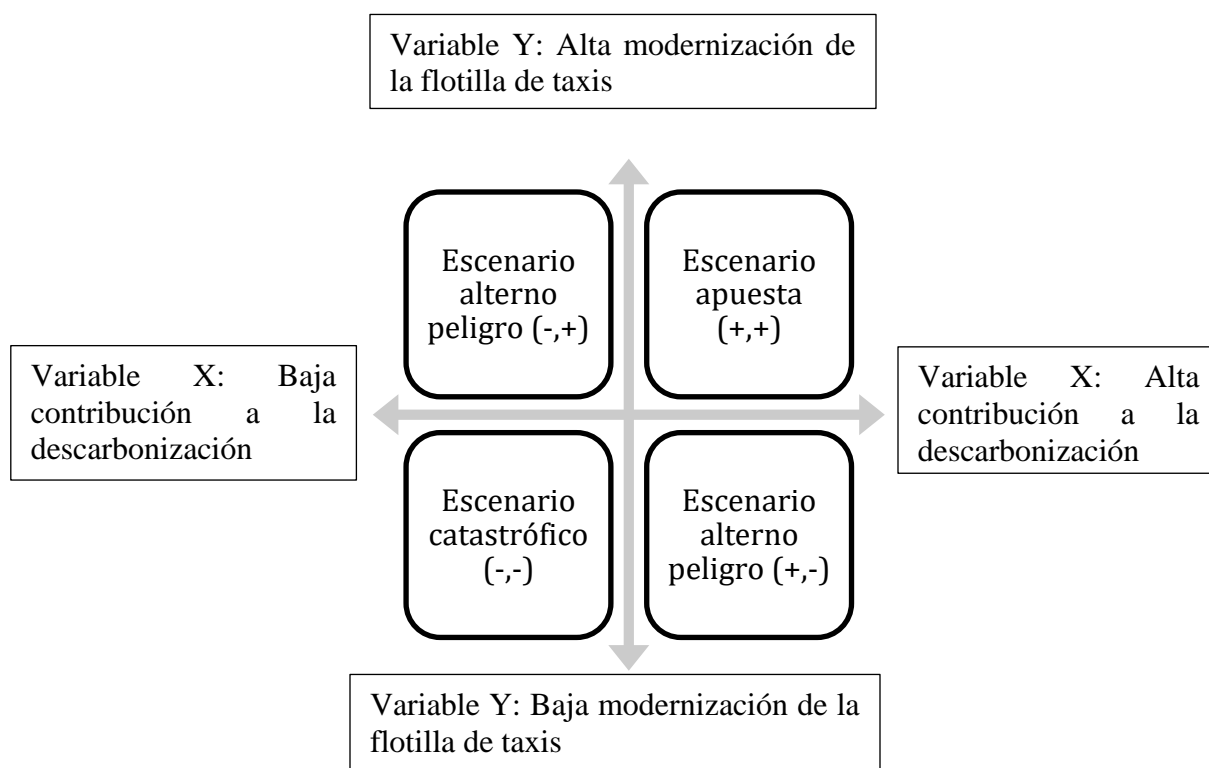 Variable Y: Alta modernización de
la flotilla de taxis
Escenario
alterno
peligro (-,+)
Escenario
apuesta
(+,+)
Variable X: Baja
contribución a la
descarbonización
Variable X: Alta
contribución a la
descarbonización
Escenario
catastrófico
(-,-)
Escenario
alterno
peligro (+,-)
Variable Y: Baja modernización de la
flotilla de taxis